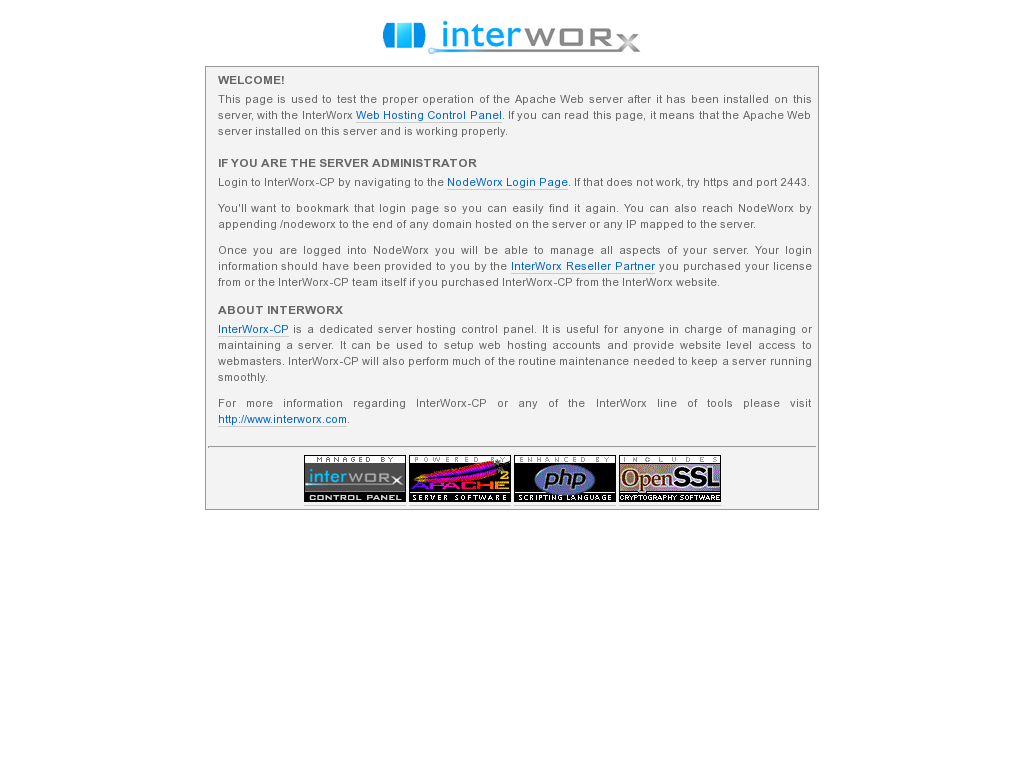 interworx
WELCOME!
This page is used to test the proper operation of the Apache Web server after it has been installed on this
server, with the InterWorx Web Hosting Control Panel. If you can read this page, it means that the Apache Web
server installed on this server and is working properly.
IF YOU ARE THE SERVER ADMINISTRATOR
Login to InterWorx-CP by navigating to the NodeWorx Login Page. If that does not work, try https and port 2443.
You'll want to bookmark that login page so you can easily find it again. You can also reach NodeWorx by
appending /nodeworx to the end of any domain hosted on the server or any IP mapped to the server.
Once you are logged into NodeWorx you will be able to manage all aspects of your server. Your login
information should have been provided to you by the InterWorx Reseller Partner you purchased your license
from or the InterWorx-CP team itself if you purchased InterWorx-CP from the InterWorx website.
ABOUT INTERWORX
InterWorx-CP is a dedicated server hosting control panel. It is useful for anyone in charge of managing or
maintaining a server. It can be used to setup web hosting accounts and provide website level access to
webmasters. InterWorx-CP will also perform much of the routine maintenance needed to keep a server running
smoothly.
For more information regarding InterWorx-CP or any of the InterWorx line of tools please visit
http://www.interworx.com.
MANAGED BY
interworx
CONTROL PANEL
POWERED BY
APACHE 2
SERVER SOFTWARE
ENHANCED BY
php
SCRIPTING LANGUAGE
INCLUDES
OpenSSL
CRYPTOGRAPHY SOFTWARE